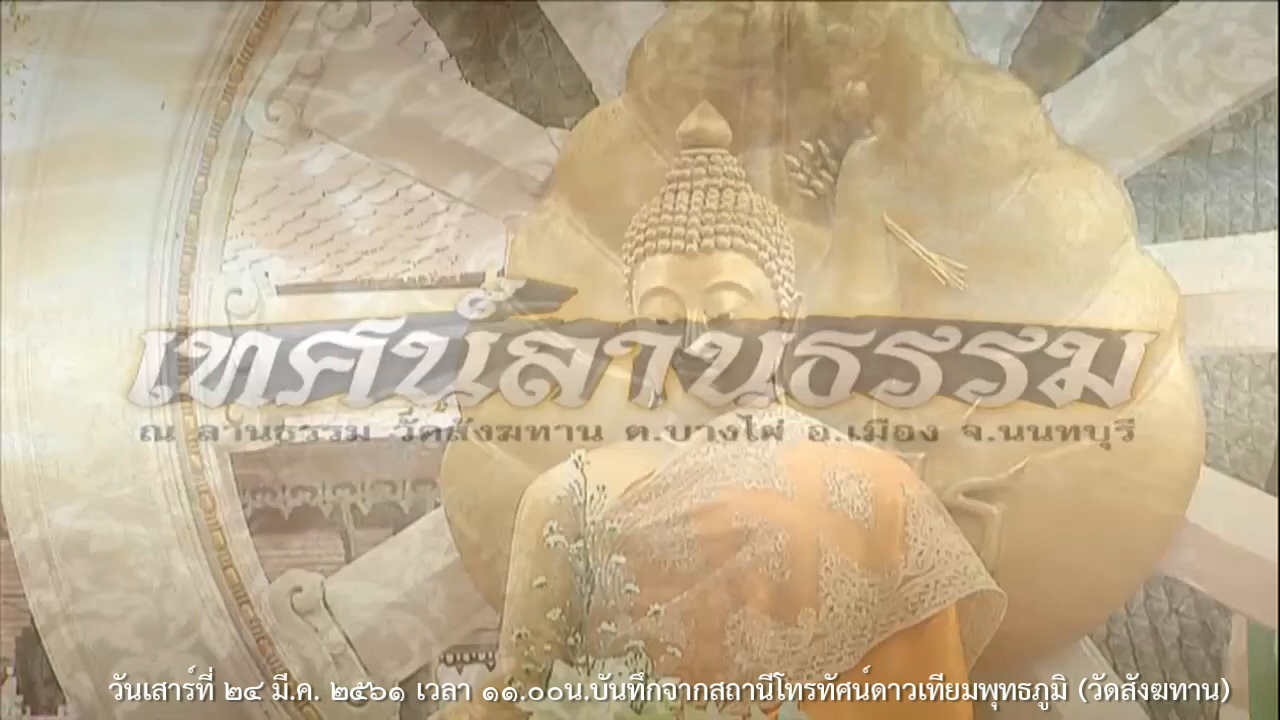 เทศน์ลานธรรม
ณ ลานธรรม วัดสังฆทาน ต.บางไผ่ อ.เมือง จ.นนทบุรี
วันเสาร์ที่ ๒๔ มี.ค. ๒๕๖๑ เวลา ๑๑.๐๐น.บันทึกจากสถานีโทรทัศน์ดาวเทียมพุทธภูมิ (วัดสังฆทาน)